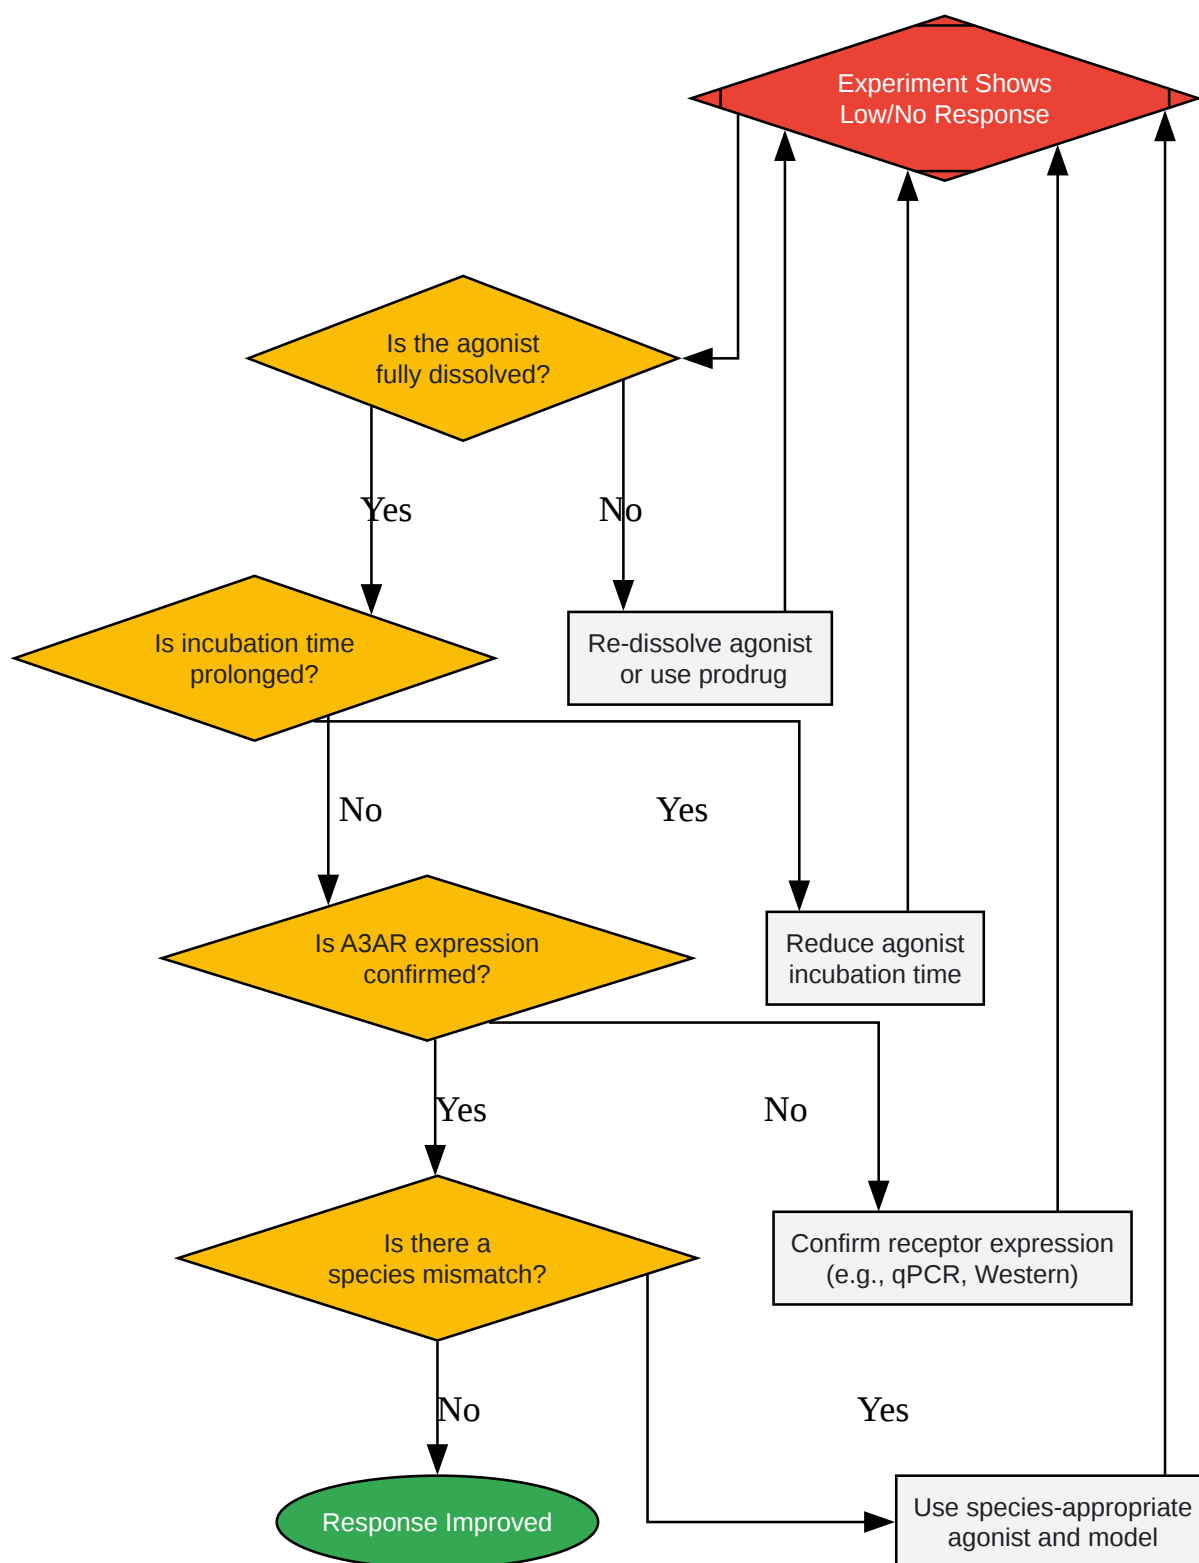 Experiment Shows
Low/No Response
Is the agonist
fully dissolved?
Yes
No
Is incubation time
prolonged?
Re-dissolve agonist
or use prodrug
No
Yes
Is A3AR expression
confirmed?
Reduce agonist
incubation time
Yes
No
Is there a
species mismatch?
Confirm receptor expression
(e.g., qPCR, Western)
No
Yes
Response Improved
Use species-appropriate
agonist and model